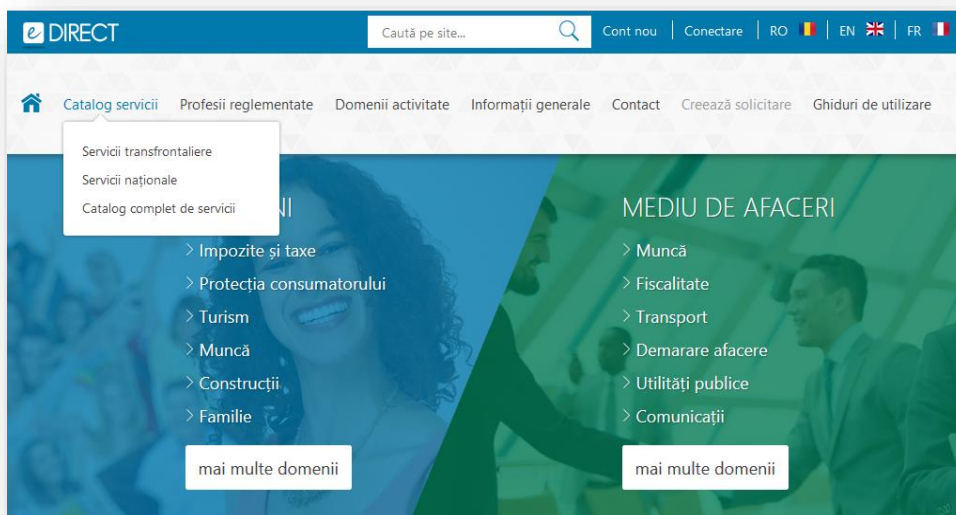 e DIRECT
Caută pe site...
Cont nou
Conectare
RO
EN
FR
Catalog servicii
Profesii reglementate
Domenii activitate
Informații generale
Contact
Creează solicitare
Ghiduri de utilizare
Servicii transfrontaliere
Servicii naționale
Catalog complet de servicii
NI
Impozite și taxe
Protecția consumatorului
Turism
Muncă
Construcții
Familie
mai multe domenii
MEDIU DE AFACERI
Muncă
Fiscalitate
Transport
Demarare afacere
Utilități publice
Comunicații
mai multe domenii